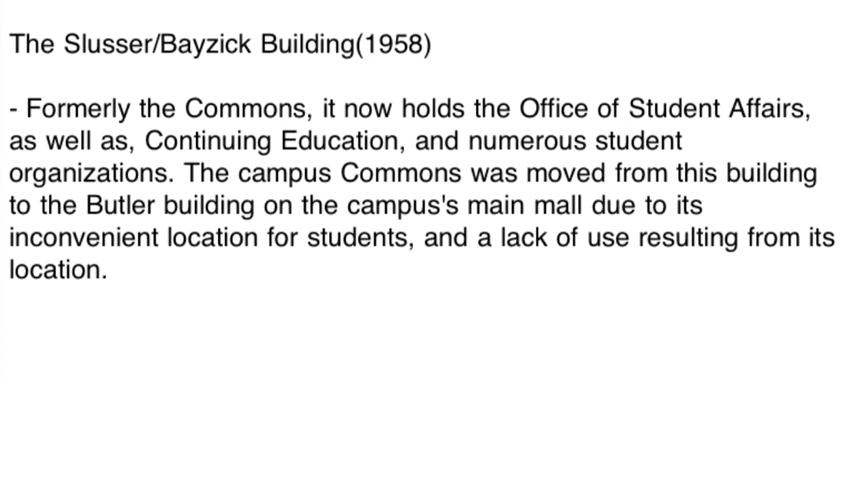 The Slusser/Bayzick Building(1958)
- Formerly the Commons, it now holds the Office of Student Affairs,
as well as, Continuing Education, and numerous student
organizations. The campus Commons was moved from this building
to the Butler building on the campus's main mall due to its
inconvenient location for students, and a lack of use resulting from its
location.